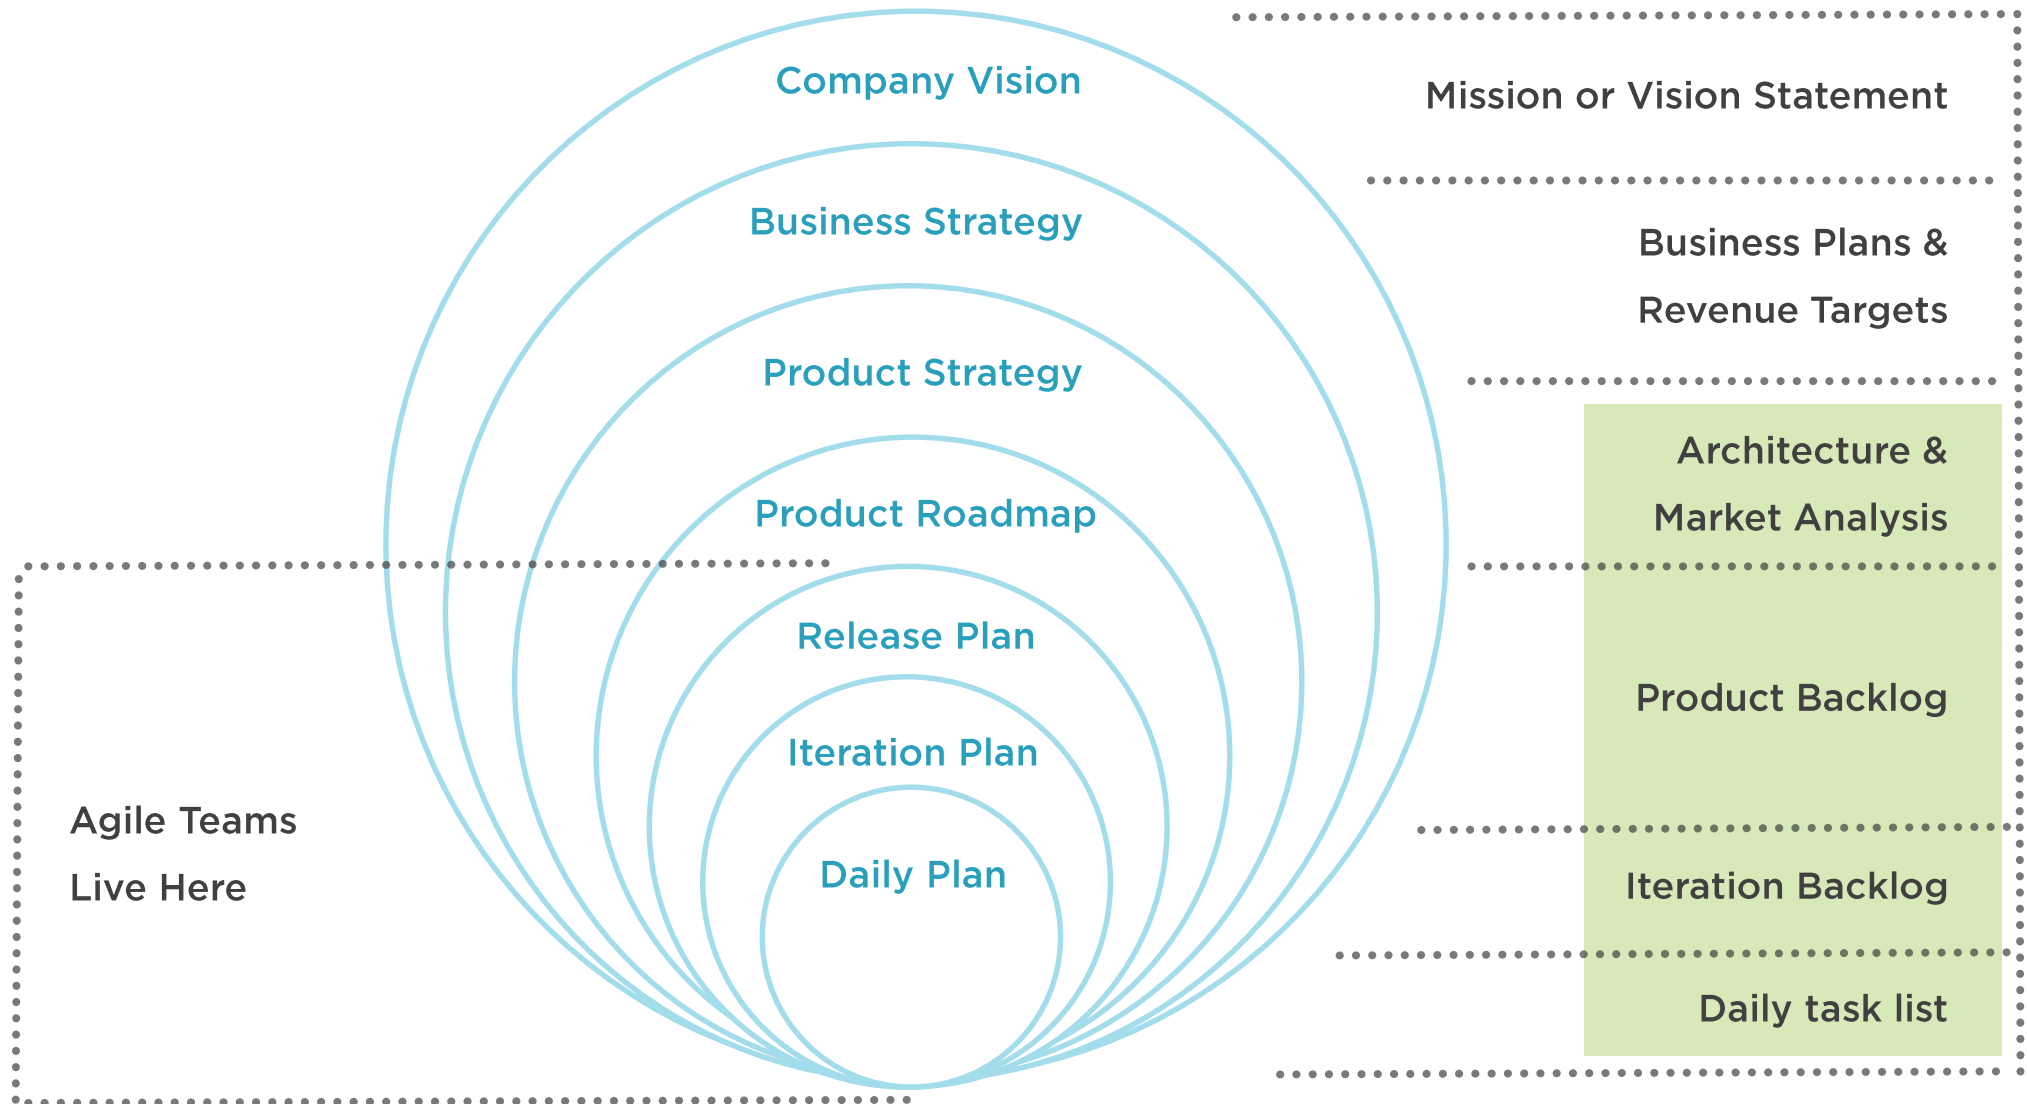 Company Vision
Business Strategy
Product Strategy
Product Roadmap
Release Plan
Iteration Plan
Daily Plan
Agile Teams
Live Here
Mission or Vision Statement
Business Plans &
Revenue Targets
Architecture &
Market Analysis
Product Backlog
Iteration Backlog
Daily task list